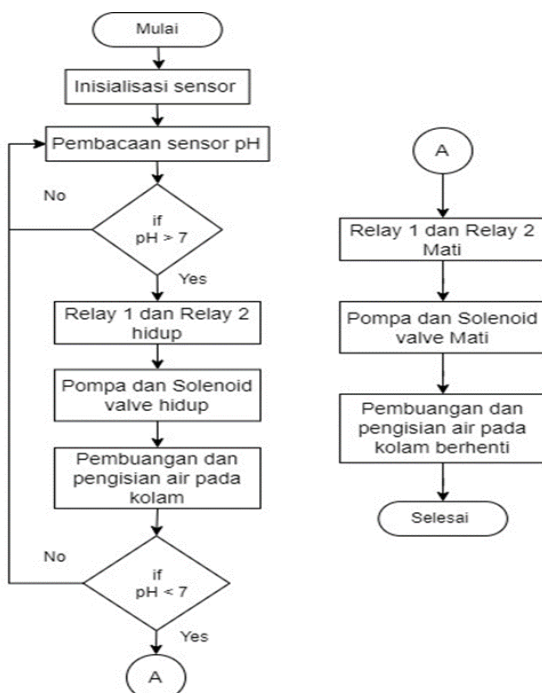 Mulai
Inisialisasi sensor
Pembacaan sensor pH
No
if
pH > 7
Yes
Relay 1 dan Relay 2
hidup
Pompa dan Solenoid
valve hidup
Pembuangan dan
pengisian air pada
kolam
No
if
pH < 7
Yes
A
A
Relay 1 dan Relay 2
Mati
Pompa dan Solenoid
valve Mati
Pembuangan dan
pengisian air pada
kolam berhenti
Selesai